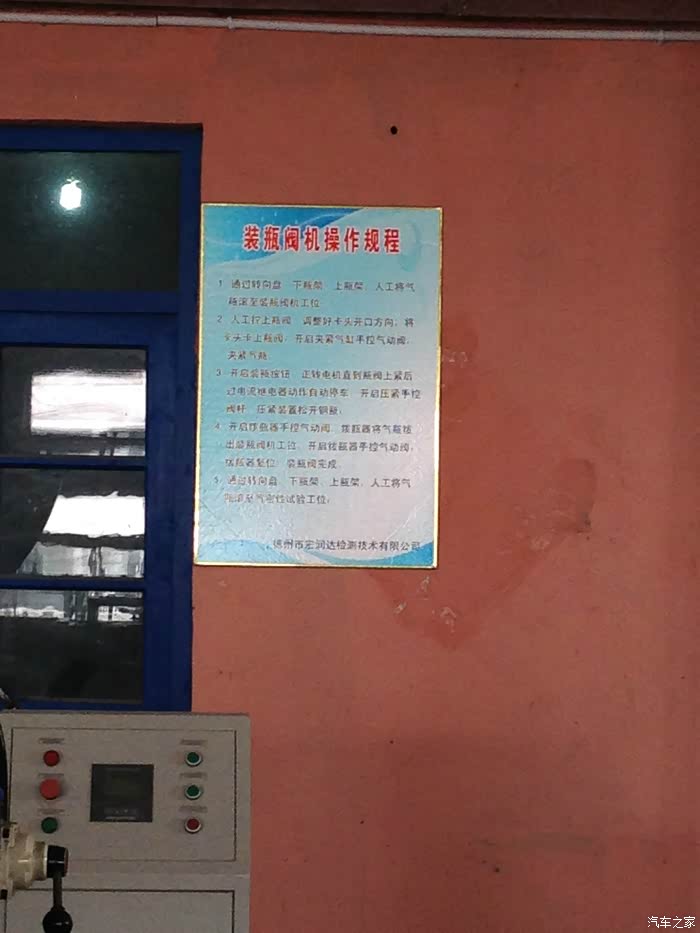 装瓶阀机操作规程
1 通过转向盘 下瓶架 上瓶架, 人工将气
瓶滚至装瓶阀机工位
2 人工拧上瓶阀 调整好卡头开口方向, 将
卡头卡上瓶阀, 开启夹紧气缸手控气动阀,
夹紧气瓶
3 开启装瓶按钮 正转电机直到瓶阀上紧后
过电流继电器动作自动停车 开启压紧手控
阀杆 压紧装置松开钢瓶;
4 开启拨瓶器手控气动阀, 拨瓶器将气瓶拨
出装瓶阀机工位, 开启拨瓶器手控气动阀,
拨瓶器复位 装瓶阀完成
5 通过转向盘 下瓶架, 上瓶架, 人工将气
瓶滚至气密性试验工位;
德州市宏润达检测技术有限公司
汽车之家